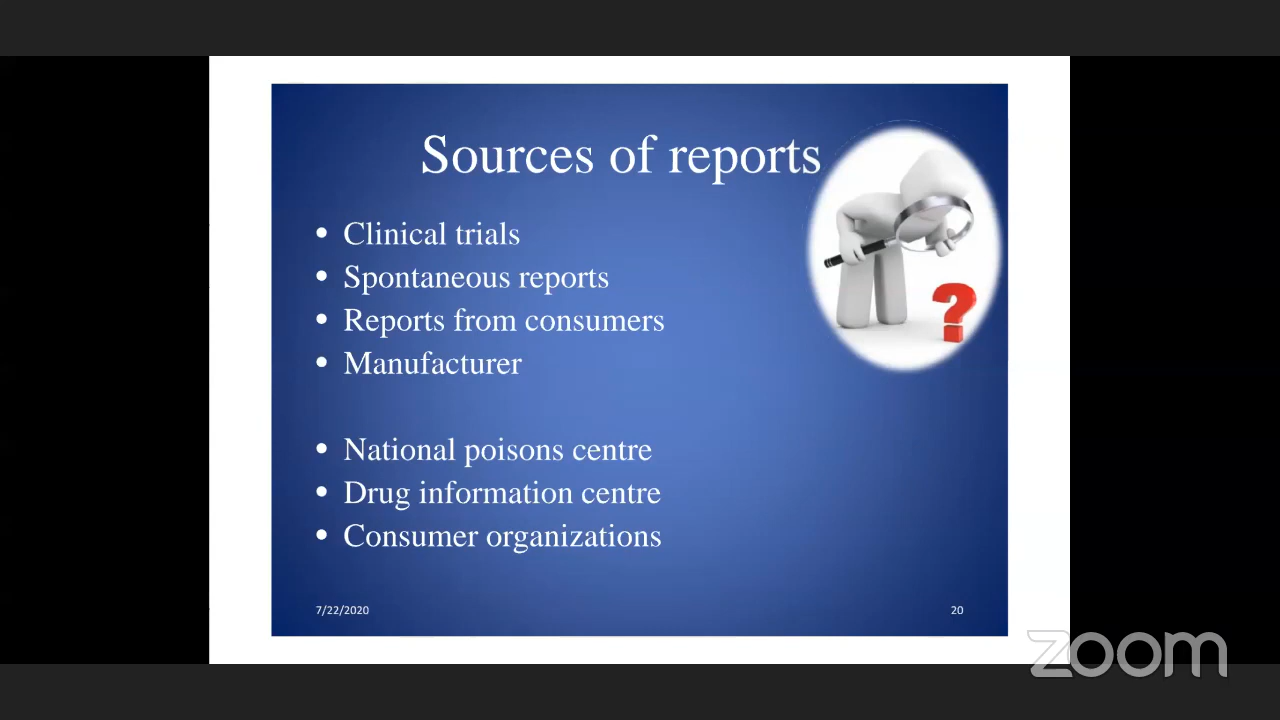 Sources of reports
• Clinical trials
• Spontaneous reports
• Reports from consumers
• Manufacturer
• National poisons centre
• Drug information centre
• Consumer organizations
7/22/2020
20
zoom
?